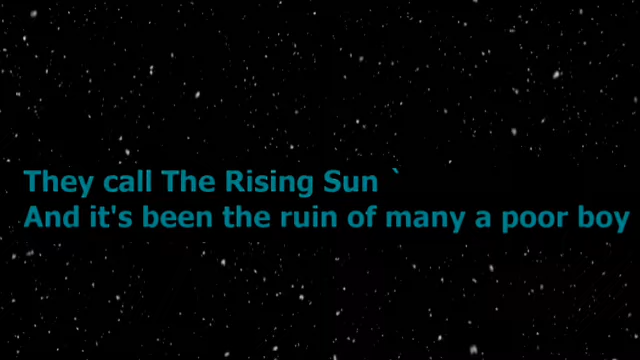 They call The Rising Sun `
And it's been the ruin of many a poor boy